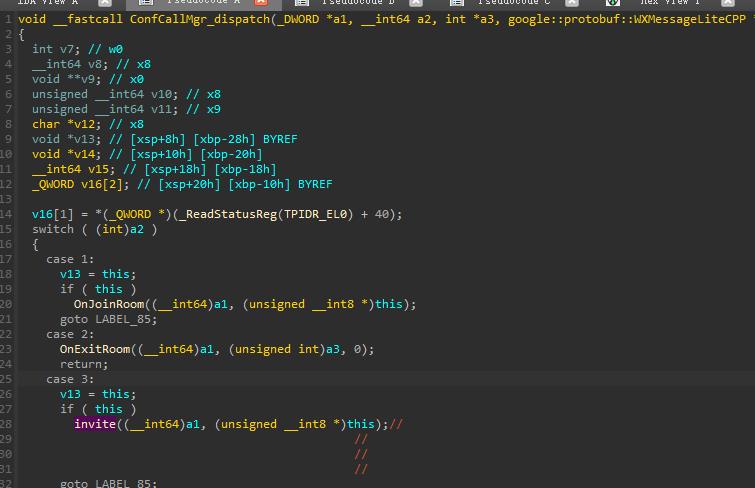 IDA View A Pseudocode A Pseudocode B Pseudocode C Hex View 1
1 void __fastcall ConfCallMgr_dispatch(_DWORD *a1, __int64 a2, int *a3, google::protobuf::WXMessageLiteCPP *
2 {
3 int v7; // w0
4 __int64 v8; // x8
5 void **v9; // x0
6 unsigned __int64 v10; // x8
7 unsigned __int64 v11; // x9
8 char *v12; // x8
9 void *v13; // [xsp+8h] [xbp-28h] BYREF
10 void *v14; // [xsp+10h] [xbp-20h]
11 __int64 v15; // [xsp+18h] [xbp-18h]
12 _QWORD v16[2]; // [xsp+20h] [xbp-10h] BYREF
13
14 v16[1] = *(_QWORD *)(_ReadStatusReg(TPIDR_EL0) + 40);
15 switch ( (int)a2 )
16 {
17 case 1:
18 v13 = this;
19 if ( this )
20 OnJoinRoom((__int64)a1, (unsigned __int8 *)this);
21 goto LABEL_85;
22 case 2:
23 OnExitRoom((__int64)a1, (unsigned int)a3, 0);
24 return;
25 case 3:
26 v13 = this;
27 if ( this )
28 invite((__int64)a1, (unsigned __int8 *)this);//
29 //
30 //
31 //
32 goto LABEL_85;